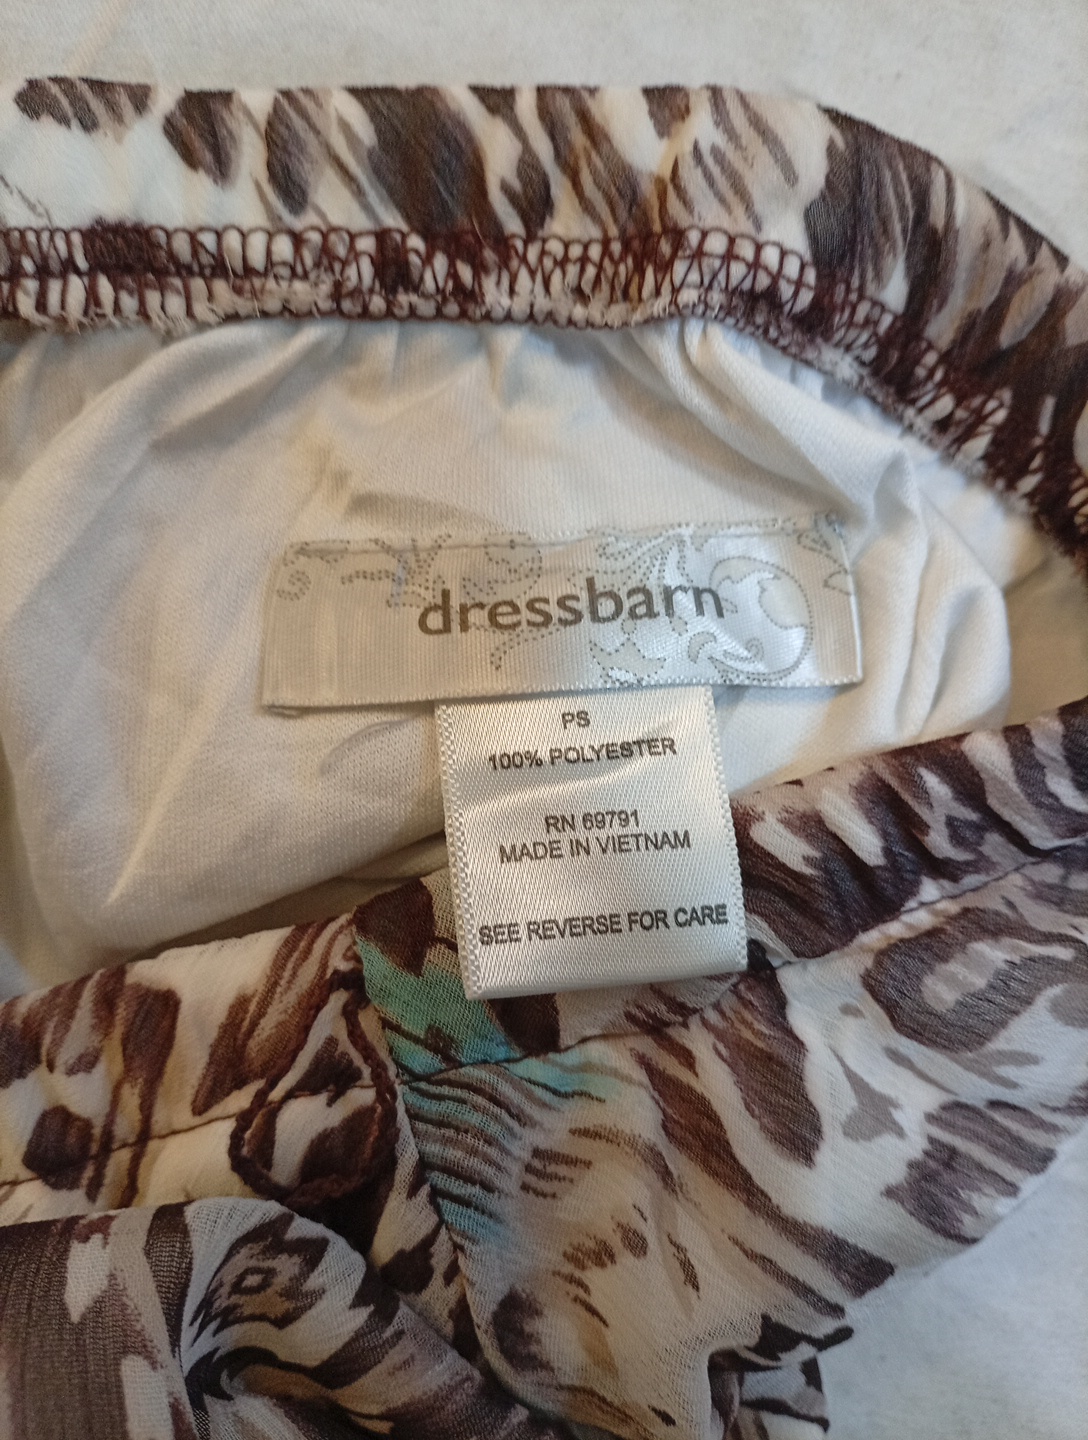 dressbarn
PS
100% POLYESTER
RN 69791
MADE IN VIETNAM
SEE REVERSE FOR CARE